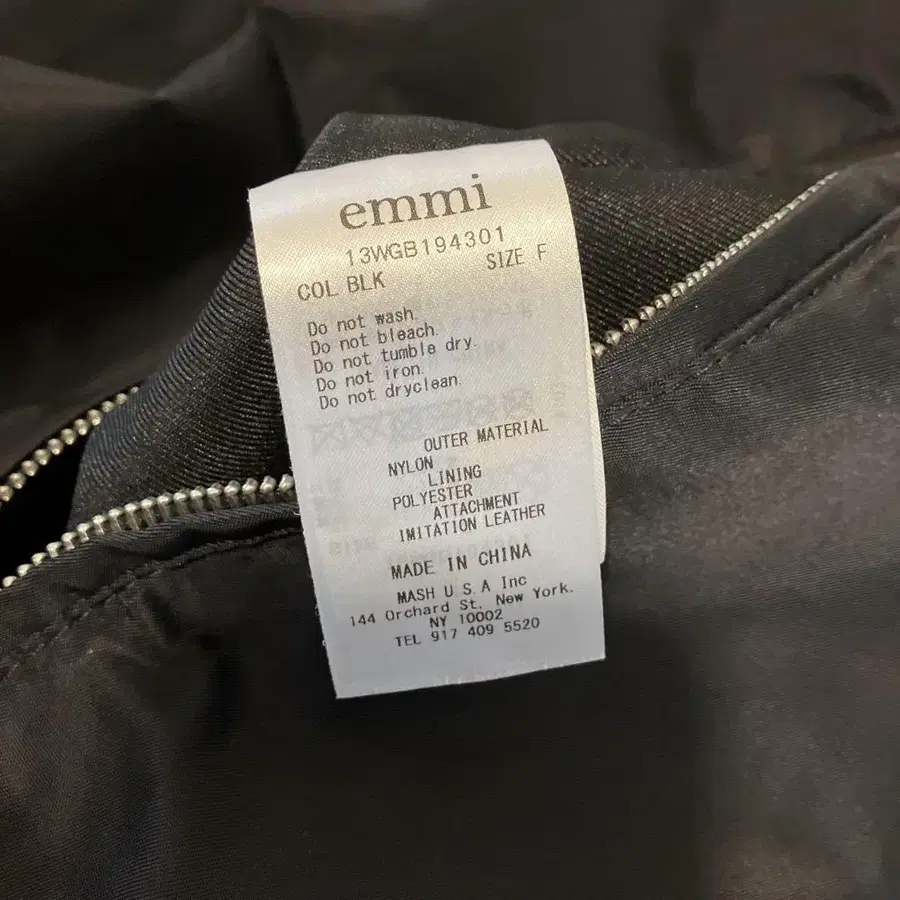 emmi
13WGB194301
COL BLK SIZE F
Do not wash.
Do not bleach.
Do not tumble dry.
Do not iron.
Do not dryclean.
OUTER MATERIAL
NYLON
LINING
POLYESTER
ATTACHMENT
IMITATION LEATHER
MADE IN CHINA
MASH U.S.A Inc
144 Orchard St, New York.
NY 10002
TEL 917 409 5520